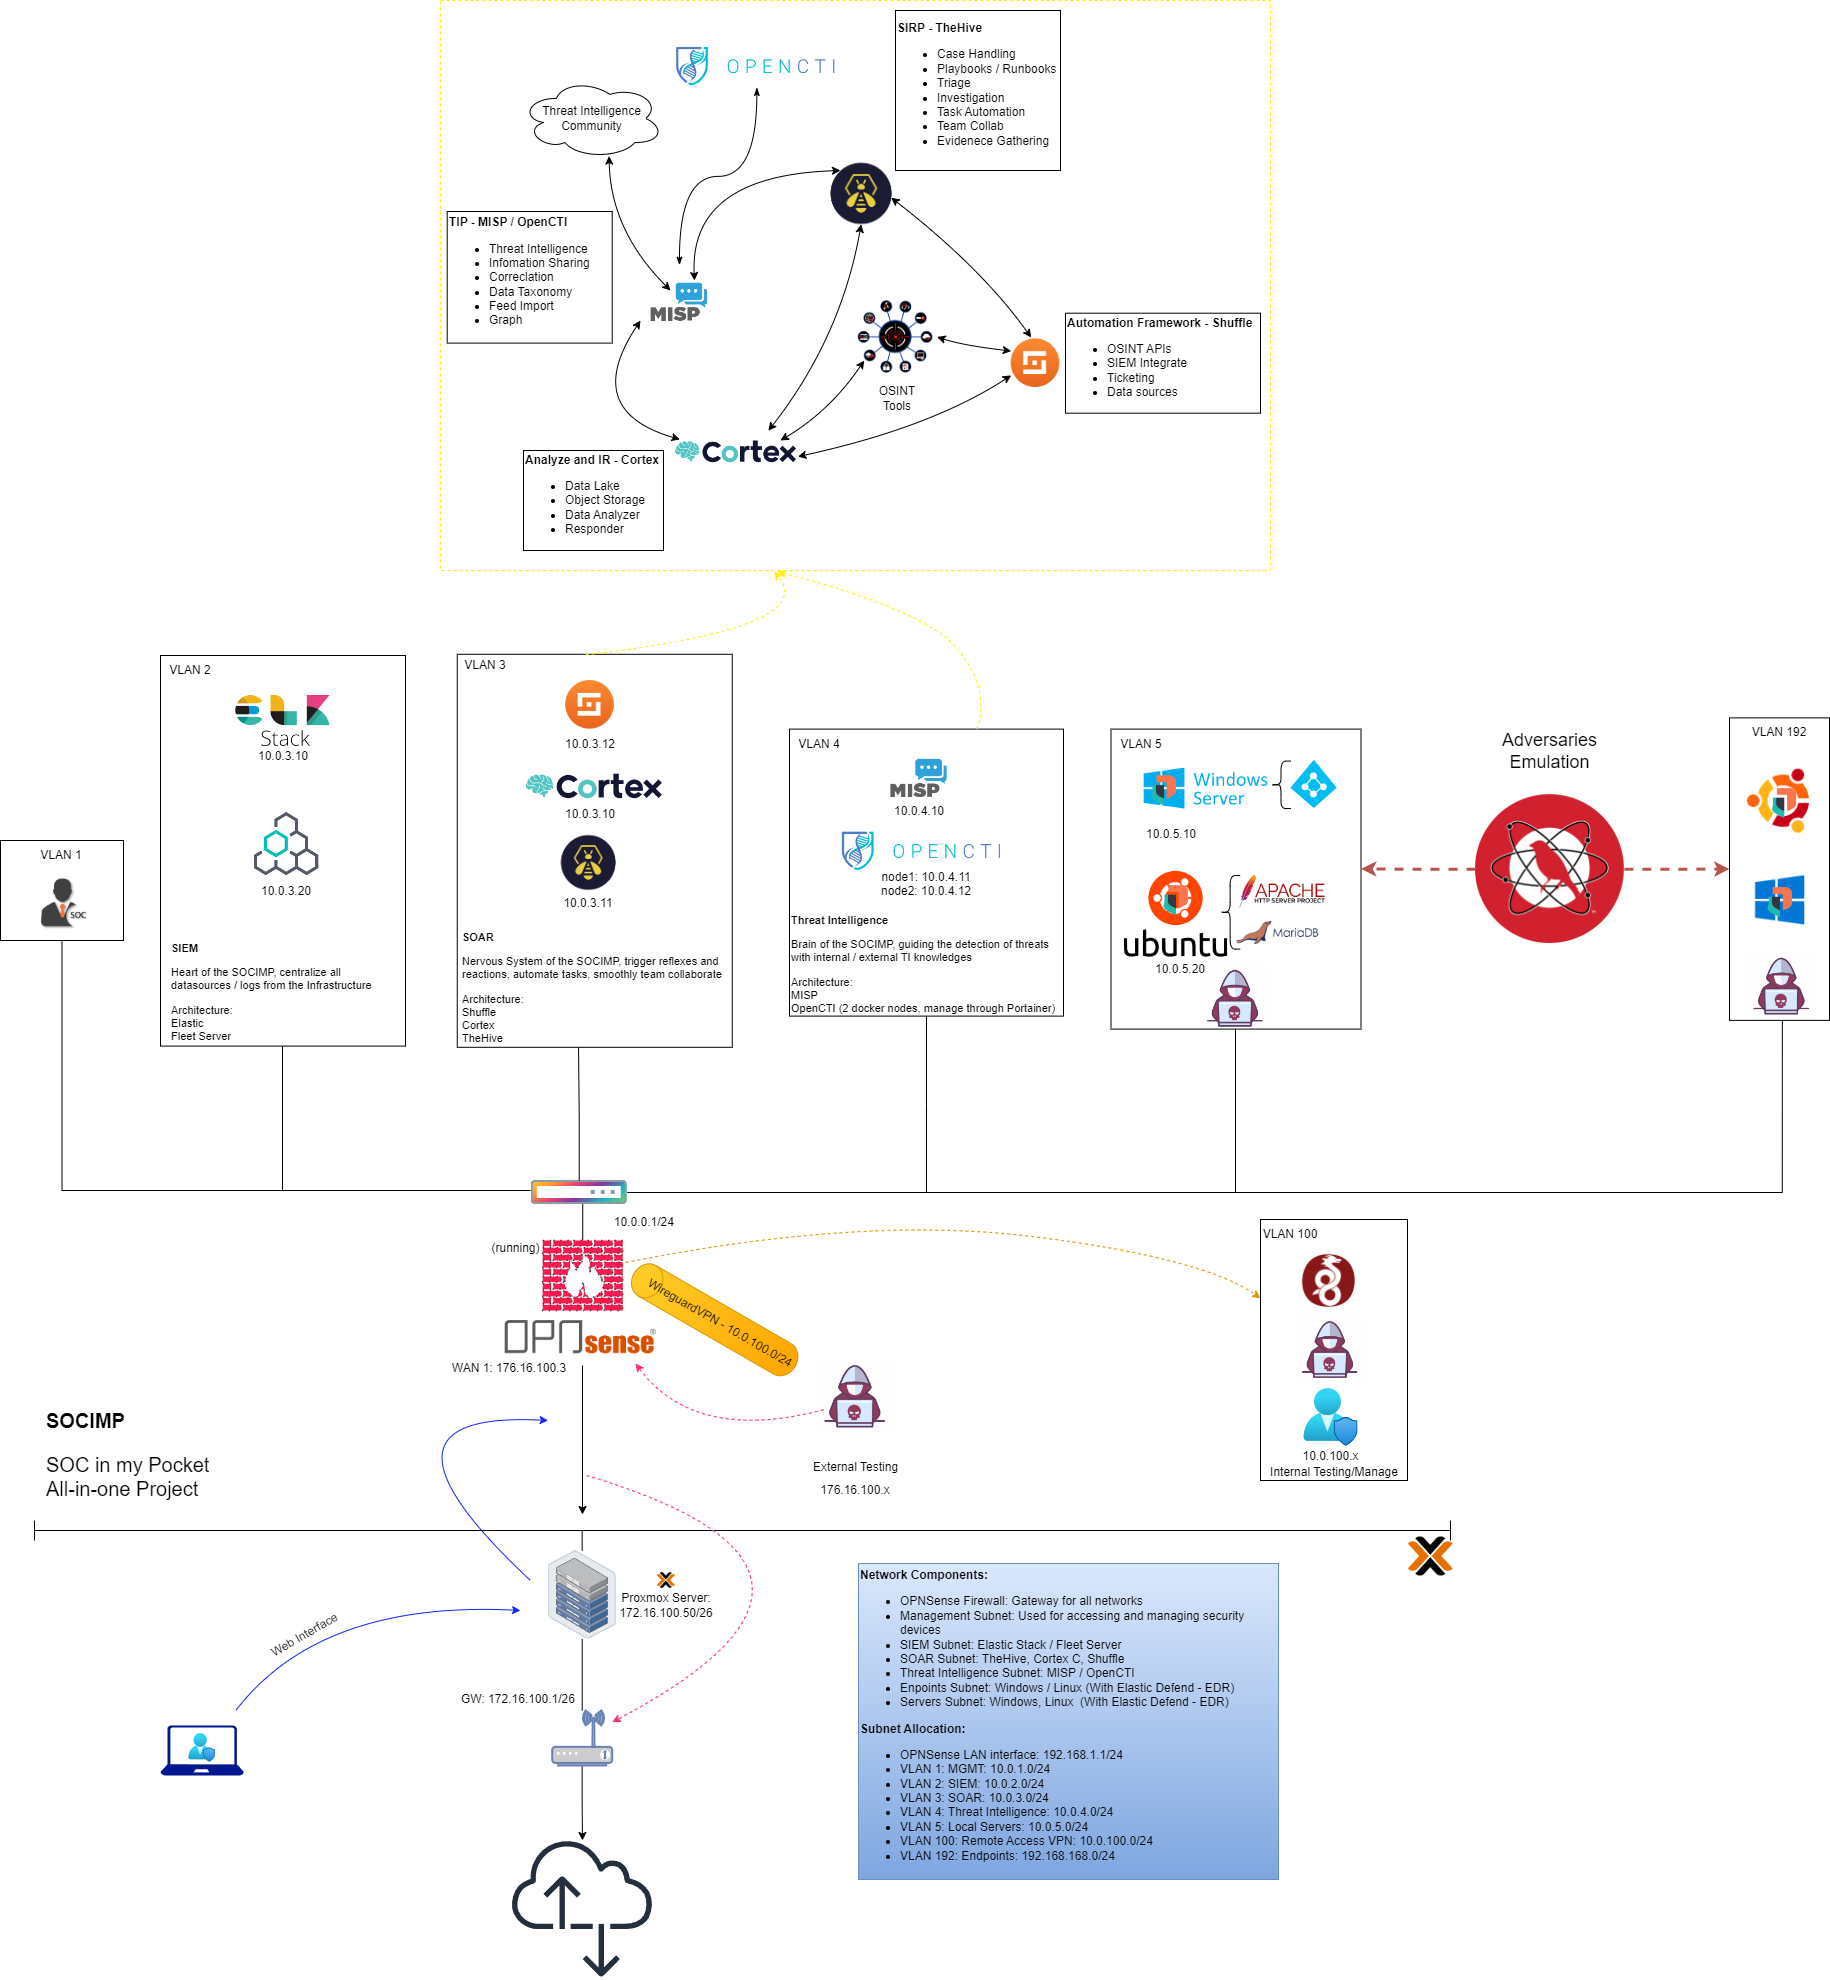 SIRP - TheHive
Case Handling
Playbooks / Runbooks
Triage
Investigation
Task Automation
Team Collab
Evidenece Gathering
OPENCTI
Threat Intelligence
Community
TIP - MISP / OpenCTI
Threat Intelligence
Infomation Sharing
Correclation
Data Taxonomy
Feed Import
Graph
MISP
OSINT
Tools
Automation Framework - Shuffle
OSINT APIs
SIEM Integrate
Ticketing
Data sources
Cortex
Analyze and IR - Cortex
Data Lake
Object Storage
Data Analyzer
Responder
VLAN 1
SOC
VLAN 2
elk
Stack
10.0.3.10
10.0.3.20
SIEM
Heart of the SOCIMP, centralize all
datasources / logs from the Infrastructure
Architecture:
Elastic
Fleet Server
VLAN 3
10.0.3.12
Cortex
10.0.3.10
10.0.3.11
SOAR
Nervous System of the SOCIMP, trigger reflexes and
reactions, automate tasks, smoothly team collaborate
Architecture:
Shuffle
Cortex
TheHive
VLAN 4
MISP
10.0.4.10
OPENCTI
node1: 10.0.4.11
node2: 10.0.4.12
Threat Intelligence
Brain of the SOCIMP, guiding the detection of threats
with internal / external TI knowledges
Architecture:
MISP
OpenCTI (2 docker nodes, manage through Portainer)
VLAN 5
Windows
Server
10.0.5.10
APACHE
HTTP SERVER PROJECT
MariaDB
ubuntu
10.0.5.20
Adversaries
Emulation
VLAN 192
10.0.0.1/24
(running)
WireguardVPN - 10.0.100.0/24
OPNsense®
WAN 1: 176.16.100.3
External Testing
176.16.100.x
VLAN 100
10.0.100.x
Internal Testing/Manage
SOCIMP
SOC in my Pocket
All-in-one Project
Proxmox Server:
172.16.100.50/26
Web Interface
GW: 172.16.100.1/26
Network Components:
OPNSense Firewall: Gateway for all networks
Management Subnet: Used for accessing and managing security
devices
SIEM Subnet: Elastic Stack / Fleet Server
SOAR Subnet: TheHive, Cortex C, Shuffle
Threat Intelligence Subnet: MISP / OpenCTI
Enpoints Subnet: Windows / Linux (With Elastic Defend - EDR)
Servers Subnet: Windows, Linux (With Elastic Defend - EDR)
Subnet Allocation:
OPNSense LAN interface: 192.168.1.1/24
VLAN 1: MGMT: 10.0.1.0/24
VLAN 2: SIEM: 10.0.2.0/24
VLAN 3: SOAR: 10.0.3.0/24
VLAN 4: Threat Intelligence: 10.0.4.0/24
VLAN 5: Local Servers: 10.0.5.0/24
VLAN 100: Remote Access VPN: 10.0.100.0/24
VLAN 192: Endpoints: 192.168.168.0/24